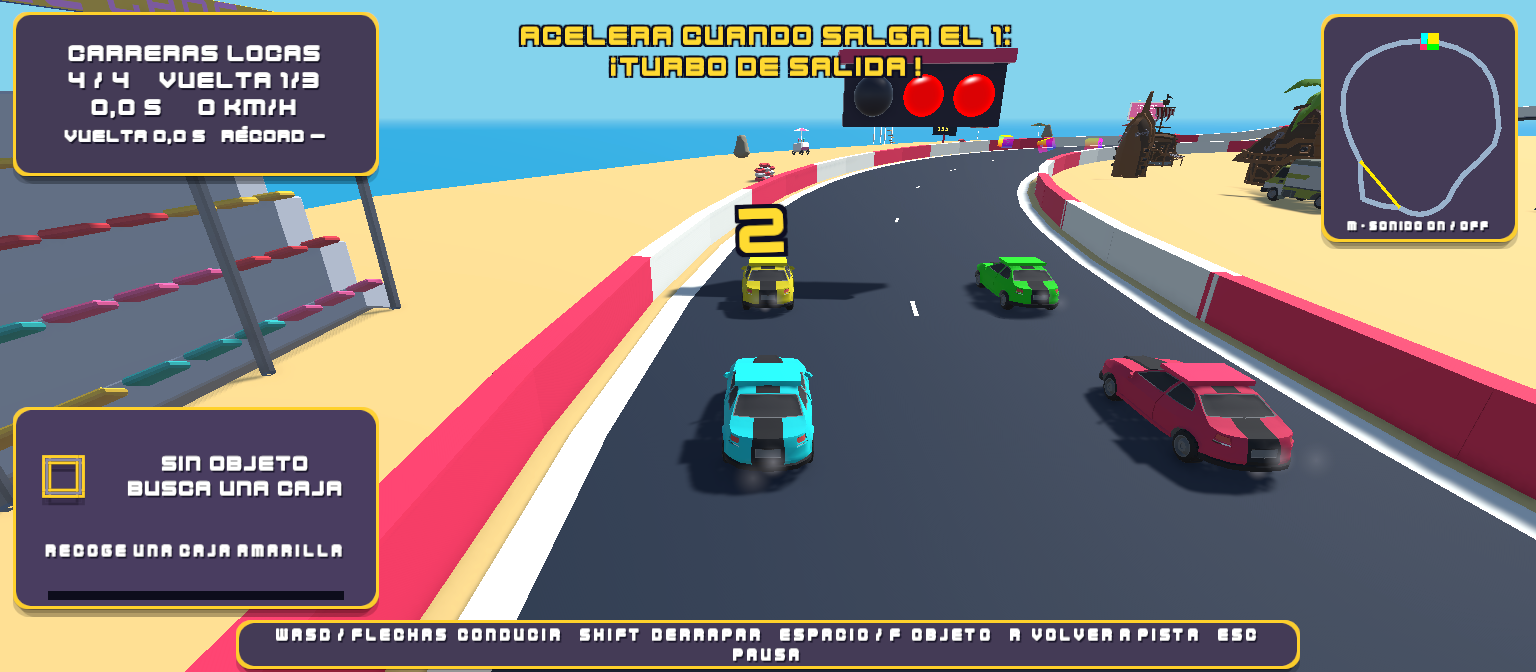 CARRERAS LOCAS
4 / 4 VUELTA 1/3
0,0 S 0 KM/H
VUELTA 0,0 S RÉCORD —
ACELERA CUANDO SALGA EL 1:
¡TURBO DE SALIDA !
M · SONIDO ON / OFF
2
SIN OBJETO
BUSCA UNA CAJA
RECOGE UNA CAJA AMARILLA
WASD / FLECHAS CONDUCIR SHIFT DERRAPAR ESPACIO / F OBJETO R VOLVER A PISTA ESC
PAUSA